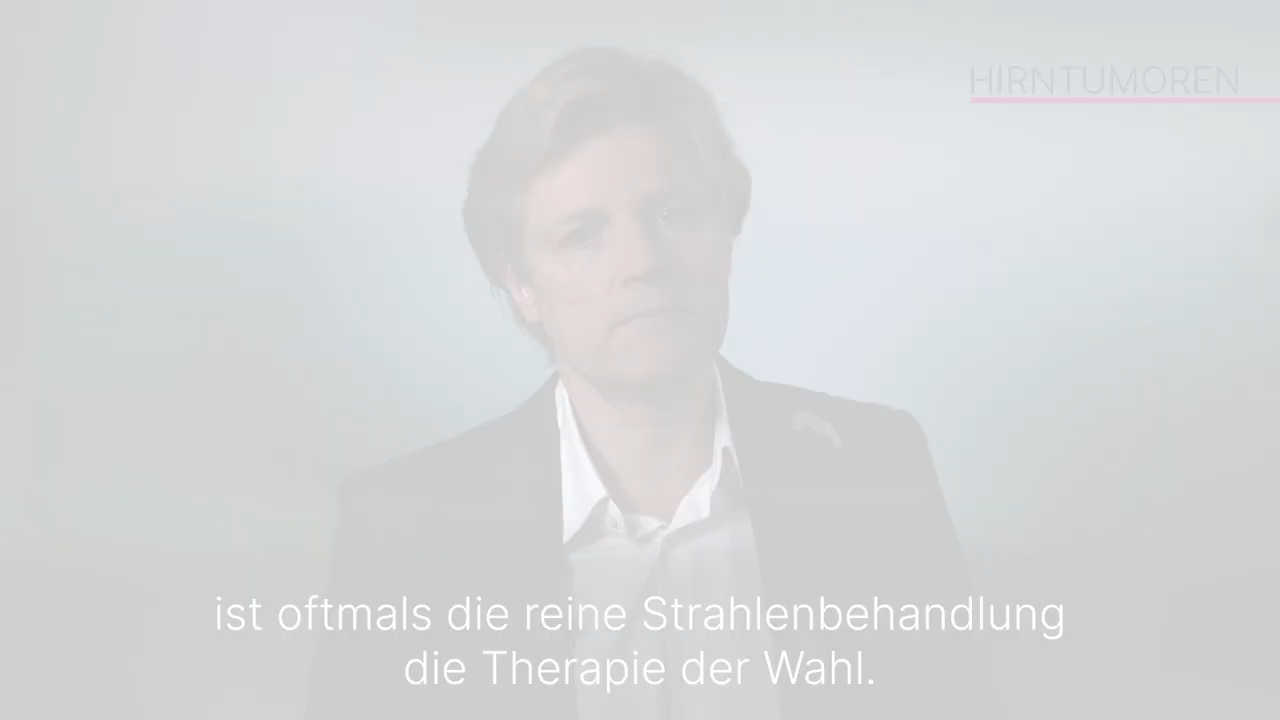 HIRNTUMOREN
ist oftmals die reine Strahlenbehandlung
die Therapie der Wahl.